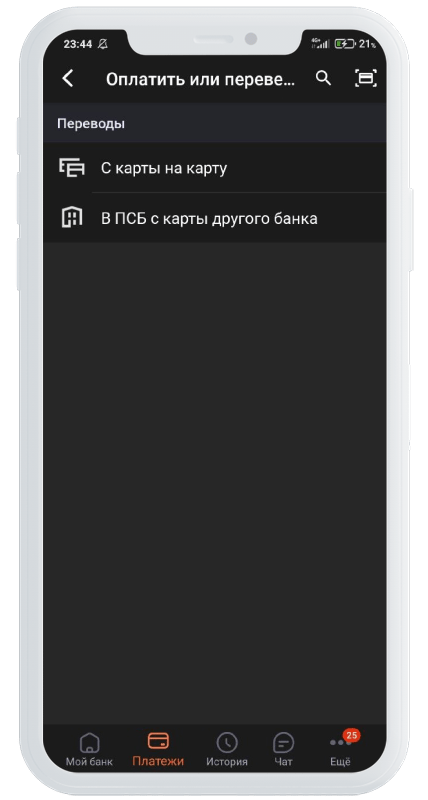 23:44 4G+ 21%
Оплатить или переве...
Переводы
С карты на карту
В ПСБ с карты другого банка
25
Мой банк Платежи История Чат Ещё